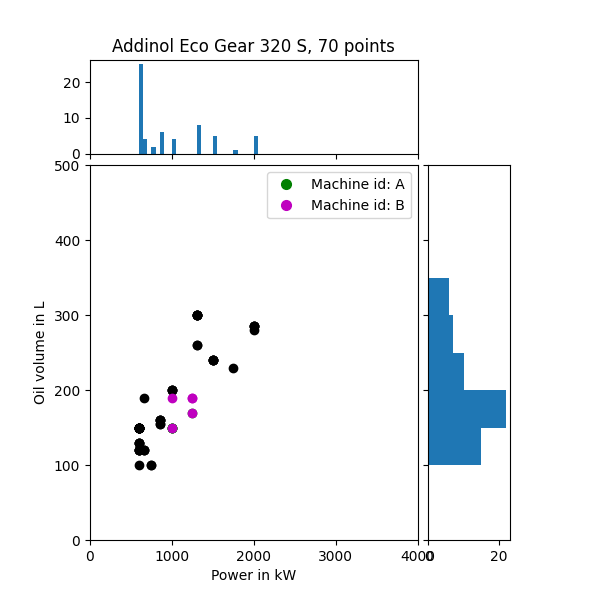 Addinol Eco Gear 320 S, 70 points
20
10
0
500
400
300
200
100
0
Oil volume in L
Machine id: A
Machine id: B
0 1000 2000 3000 4000
0 20
Power in kW